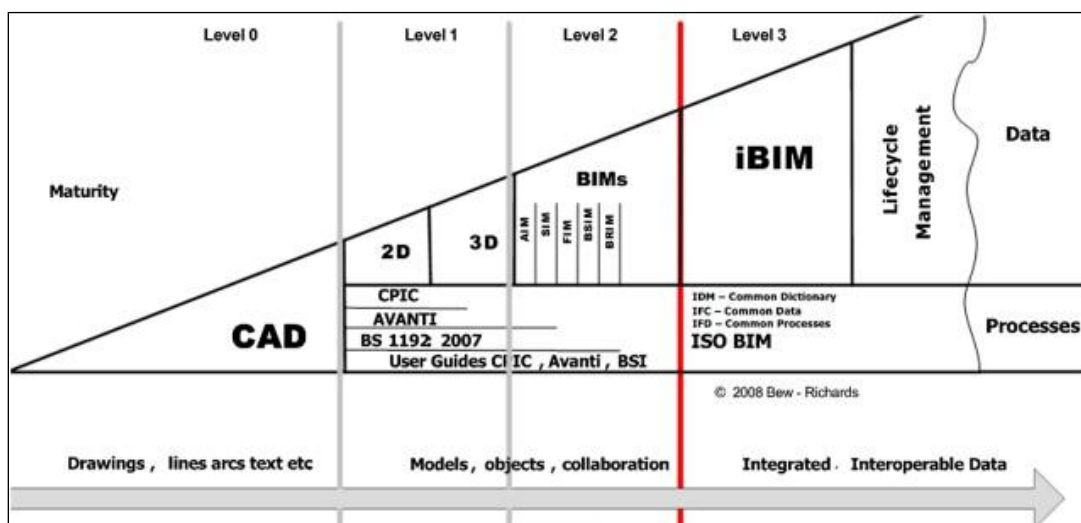 Level 0
Level 1
Level 2
Level 3
Maturity
BIMs
iBIM
Lifecycle
Management
Data
2D
3D
AIM
SIM
FIM
BSIM
BRIM
CAD
CPIC
AVANTI
BS 1192: 2007
User Guides CPIC , Avanti , BSI
IDM – Common Dictionary
IFC – Common Data
IFD – Common Processes
ISO BIM
Processes
© 2008 Bew - Richards
Drawings , lines arcs text etc
Models , objects , collaboration
Integrated , Interoperable Data